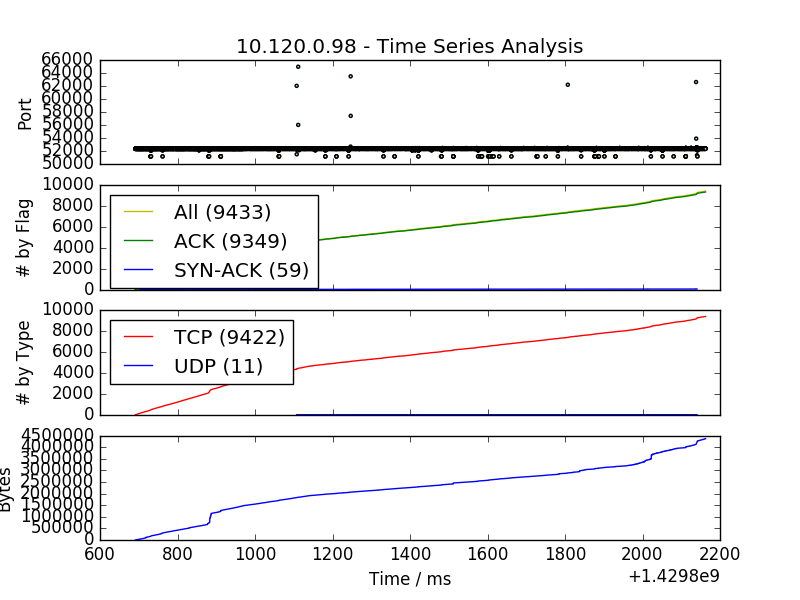 10.120.0.98 - Time Series Analysis
66000
64000
62000
60000
58000
56000
54000
52000
50000
Port
10000
8000
6000
4000
2000
0
# by Flag
All (9433)
ACK (9349)
SYN-ACK (59)
10000
8000
6000
4000
2000
0
# by Type
TCP (9422)
UDP (11)
4500000
4000000
3500000
3000000
2500000
2000000
1500000
1000000
500000
0
Bytes
600 800 1000 1200 1400 1600 1800 2000 2200
Time / ms
+1.4298e9